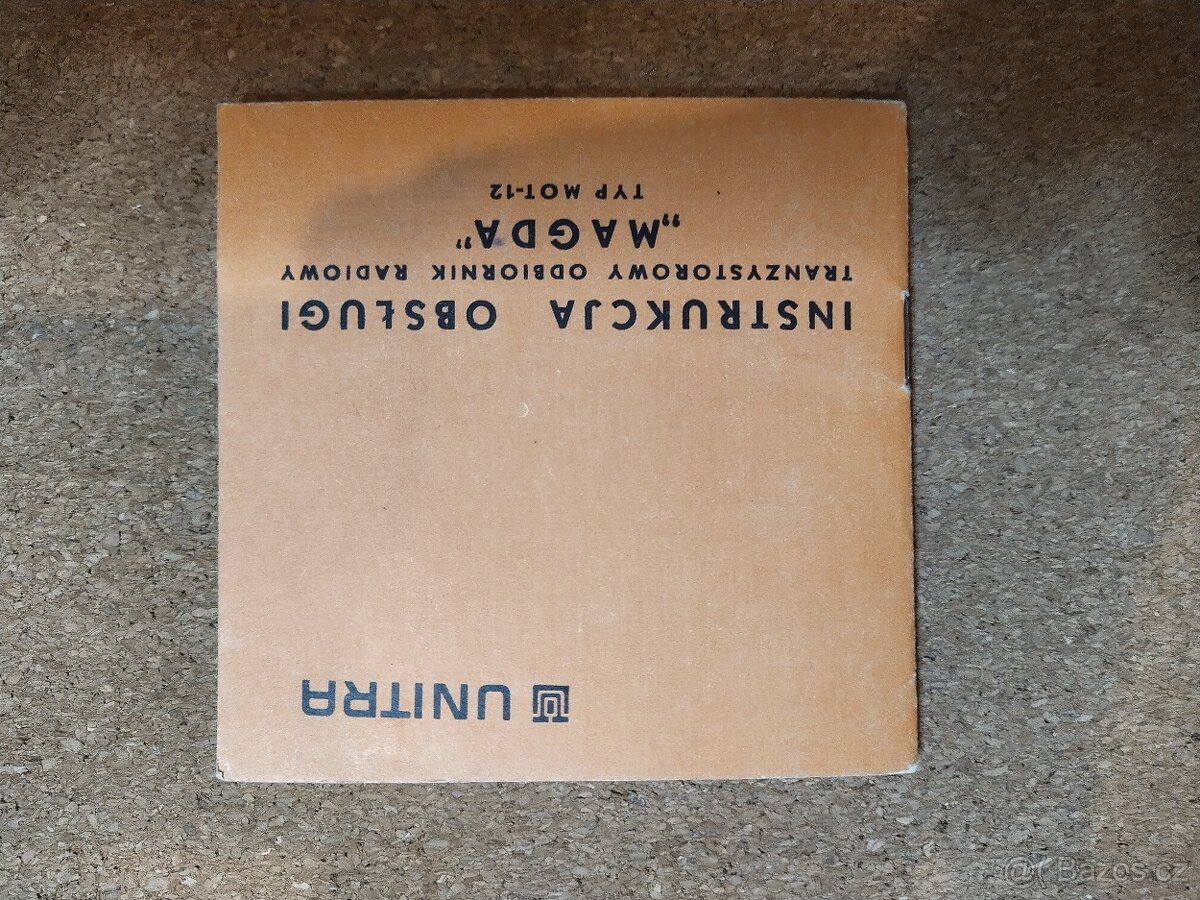 UNITRA
INSTRUKCJA OBSŁUGI
TRANZYSTOROWY ODBIORNIK RADIOWY
„MAGDA”
TYP MOT-12
Bazos.cz